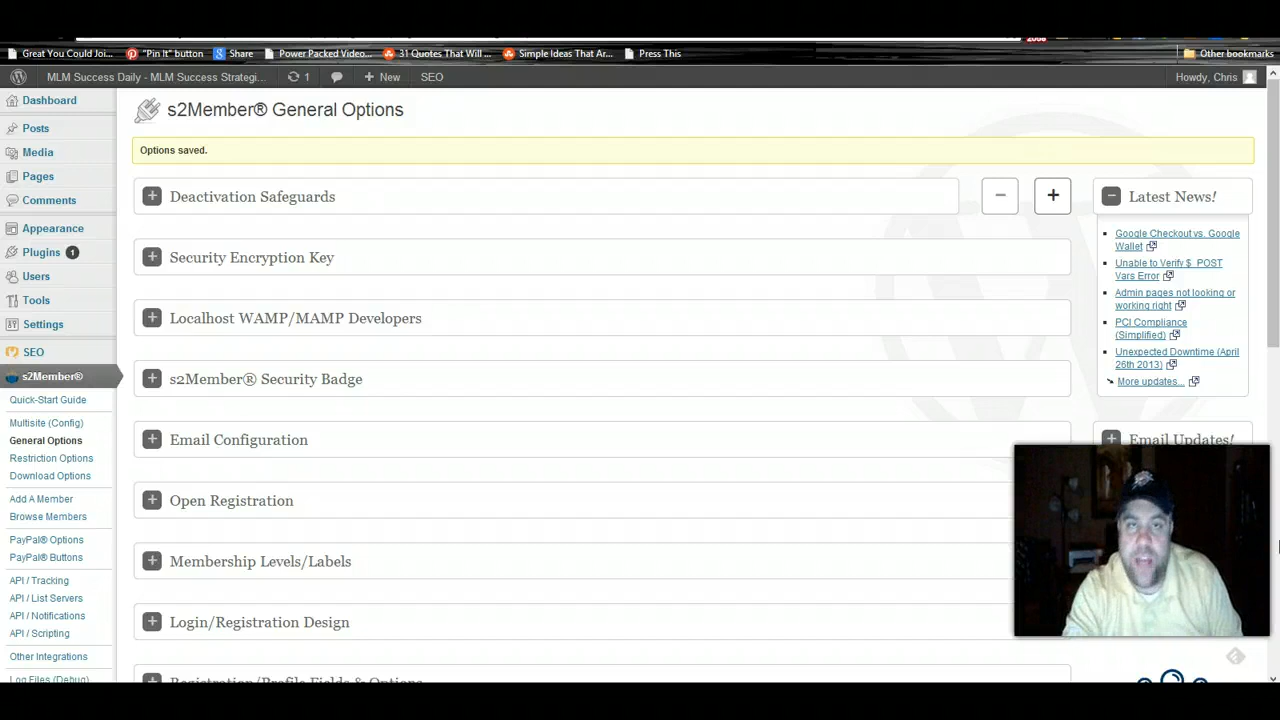 Great You Could Joi...
"Pin It" button
Share
Power Packed Video...
31 Quotes That Will ...
Simple Ideas That Ar...
Press This
Other bookmarks
MLM Success Daily - MLM Success Strategi...
1
New
SEO
Howdy, Chris
Dashboard
Posts
Media
Pages
Comments
Appearance
Plugins 1
Users
Tools
Settings
SEO
s2Member®
Quick-Start Guide
Multisite (Config)
General Options
Restriction Options
Download Options
Add A Member
Browse Members
PayPal® Options
PayPal® Buttons
API / Tracking
API / List Servers
API / Notifications
API / Scripting
Other Integrations
Log Files (Debug)
s2Member® General Options
Options saved.
Deactivation Safeguards
Security Encryption Key
Localhost WAMP/MAMP Developers
s2Member® Security Badge
Email Configuration
Open Registration
Membership Levels/Labels
Login/Registration Design
Registration/Profile Fields & Options
Latest News!
Google Checkout vs. Google
Wallet
Unable to Verify $_POST
Vars Error
Admin pages not looking or
working right
PCI Compliance
(Simplified)
Unexpected Downtime (April
26th 2013)
More updates...
Email Updates!